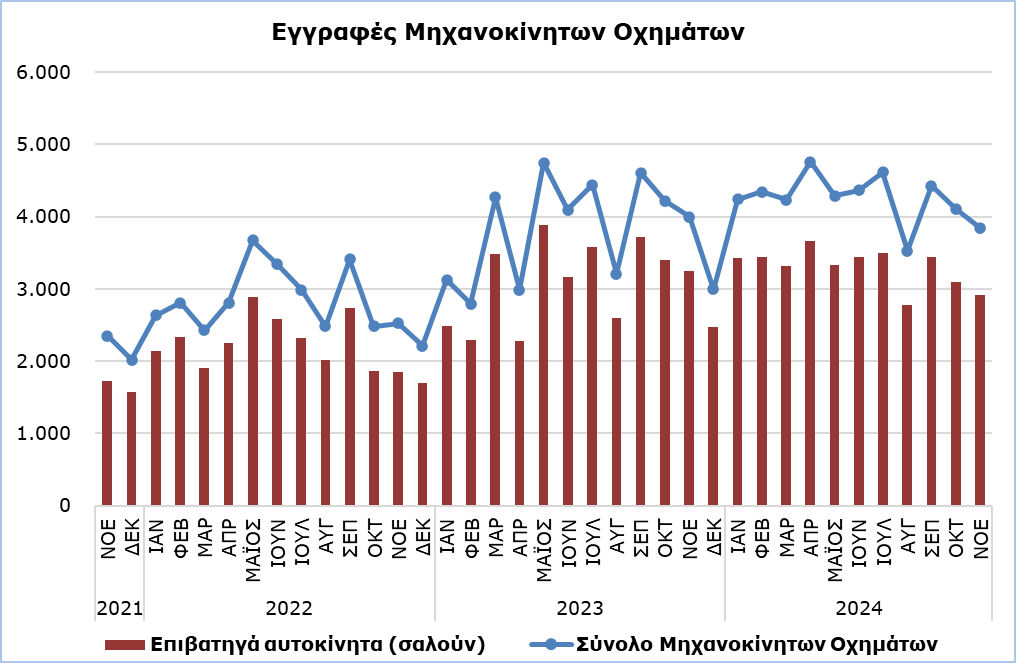 Εγγραφές Μηχανοκίνητων Οχημάτων
6.000
5.000
4.000
3.000
2.000
1.000
0
ΝΟΕ ΔΕΚ ΙΑΝ ΦΕΒ ΜΑΡ ΑΠΡ ΜΑΪΟΣ ΙΟΥΝ ΙΟΥΛ ΑΥΓ ΣΕΠ ΟΚΤ ΝΟΕ ΔΕΚ ΙΑΝ ΦΕΒ ΜΑΡ ΑΠΡ ΜΑΪΟΣ ΙΟΥΝ ΙΟΥΛ ΑΥΓ ΣΕΠ ΟΚΤ ΝΟΕ ΔΕΚ ΙΑΝ ΦΕΒ ΜΑΡ ΑΠΡ ΜΑΪΟΣ ΙΟΥΝ ΙΟΥΛ ΑΥΓ ΣΕΠ ΟΚΤ ΝΟΕ
2021 2022 2023 2024
Επιβατηγά αυτοκίνητα (σαλούν) Σύνολο Μηχανοκίνητων Οχημάτων